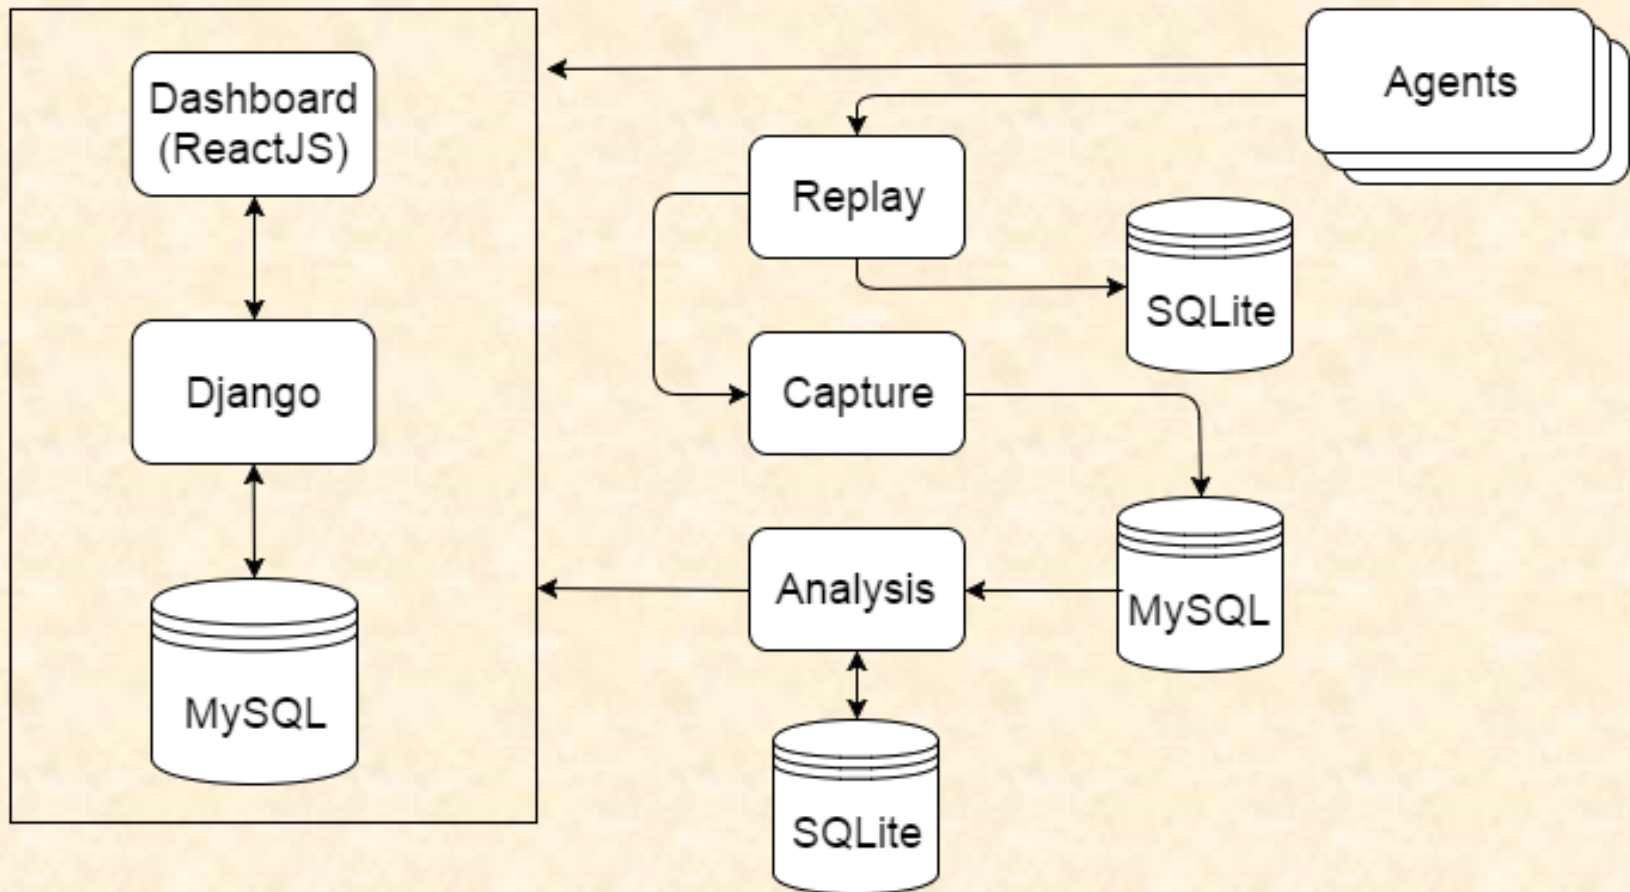 Dashboard
(ReactJS)
Agents
Replay
SQLite
Django
Capture
Analysis
MySQL
MySQL
SQLite